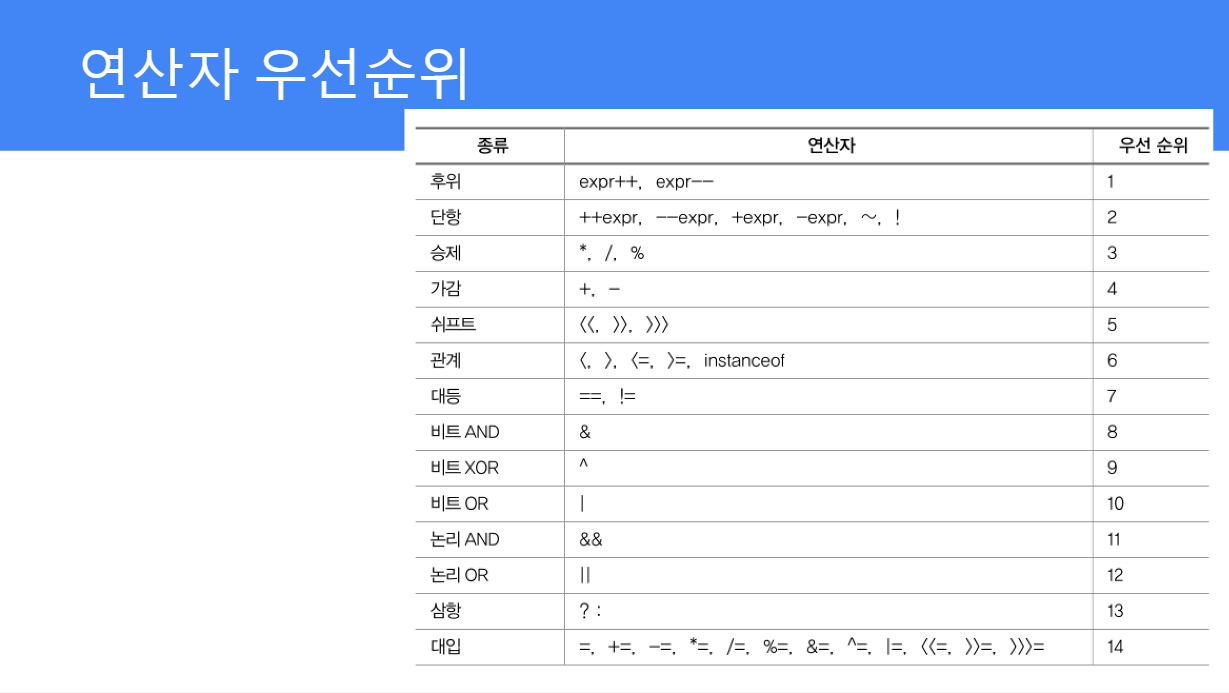 연산자 우선순위
종류 연산자 우선 순위
후위 expr++, expr−− 1
단항 ++expr, −−expr, +expr, −expr, ～, ! 2
승제 *, /, % 3
가감 +, − 4
쉬프트 〈〈, 〉〉, 〉〉〉 5
관계 〈, 〉, 〈=, 〉=, instanceof 6
대등 ==, != 7
비트 AND & 8
비트 XOR ^ 9
비트 OR | 10
논리 AND && 11
논리 OR || 12
삼항 ? : 13
대입 =, +=, −=, *=, /=, %=, &=, ^=, |=, 〈〈=, 〉〉=, 〉〉〉= 14